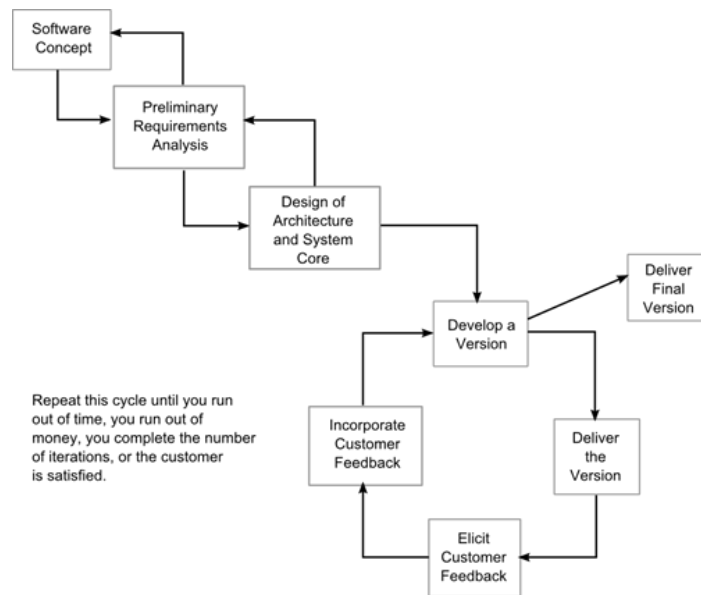 Software
Concept
Preliminary
Requirements
Analysis
Design of
Architecture
and System
Core
Deliver
Final
Version
Develop a
Version
Repeat this cycle until you run
out of time, you run out of
money, you complete the number
of iterations, or the customer
is satisfied.
Incorporate
Customer
Feedback
Deliver
the
Version
Elicit
Customer
Feedback